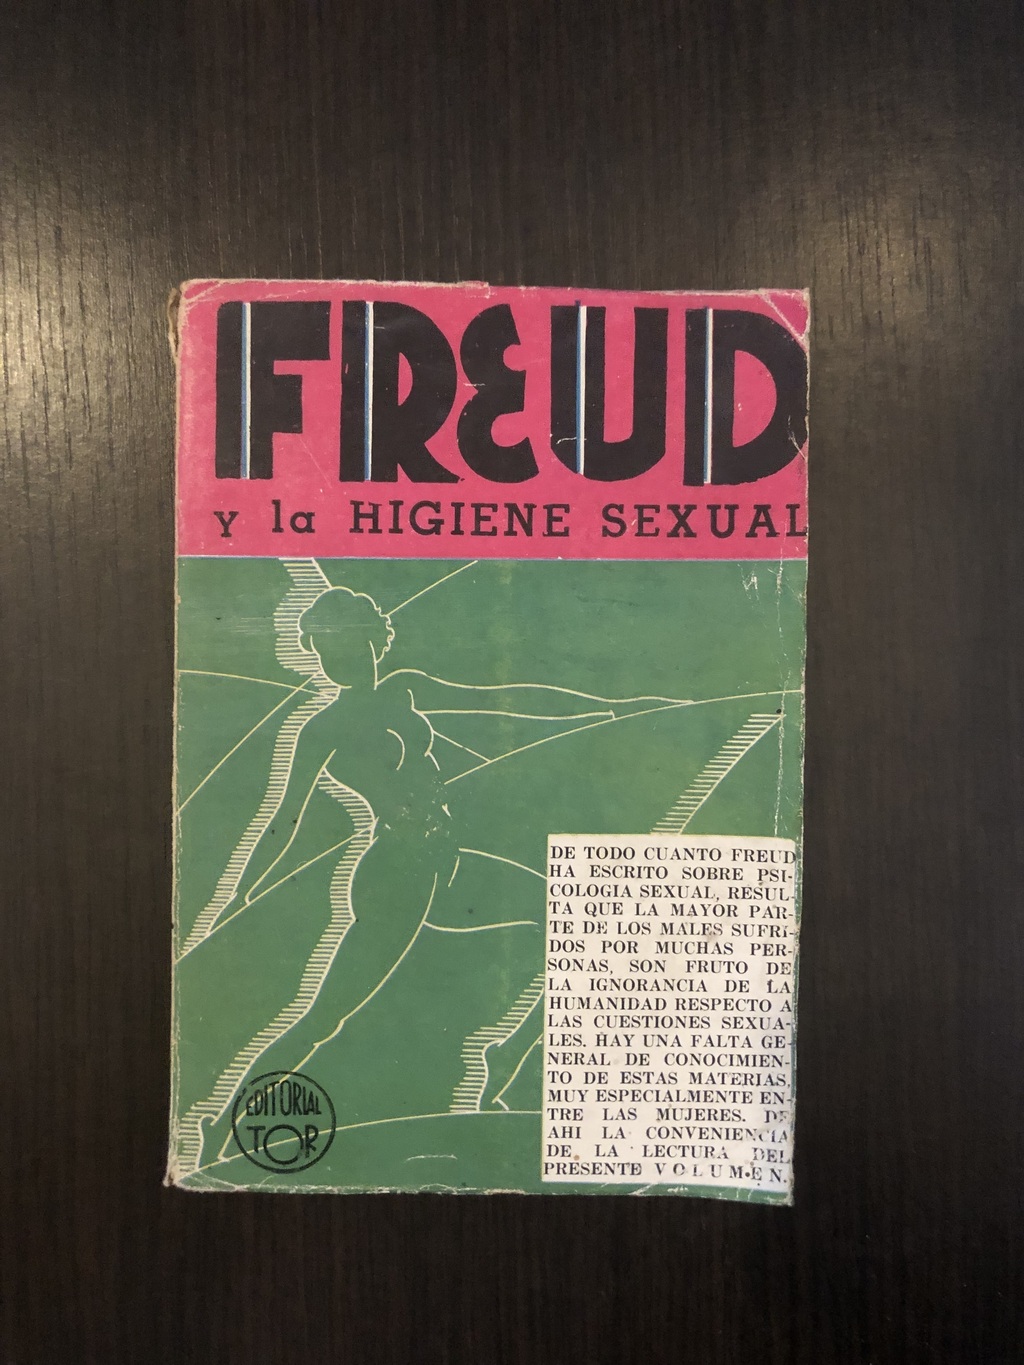 FREUD
Y la HIGIENE SEXUAL
DE TODO CUANTO FREUD
HA ESCRITO SOBRE PSI-
COLOGIA SEXUAL, RESUL-
TA QUE LA MAYOR PAR-
TE DE LOS MALES SUFRI-
DOS POR MUCHAS PER-
SONAS, SON FRUTO DE
LA IGNORANCIA DE LA
HUMANIDAD RESPECTO A
LAS CUESTIONES SEXUA-
LES. HAY UNA FALTA GE-
NERAL DE CONOCIMIEN-
TO DE ESTAS MATERIAS,
MUY ESPECIALMENTE EN-
TRE LAS MUJERES. DE
AHI LA CONVENIENCIA
DE LA LECTURA DEL
PRESENTE VOLUMEN.
EDITORIAL
TOR